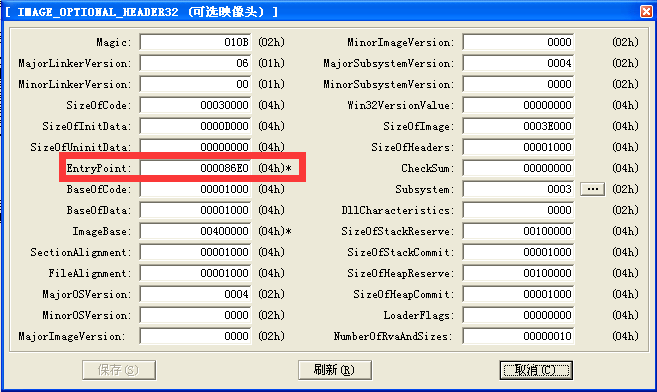 [ IMAGE_OPTIONAL_HEADER32 (可选映像头) ]
Magic: 010B (02h) MinorImageVersion: 0000 (02h)
MajorLinkerVersion: 06 (01h) MajorSubsystemVersion: 0004 (02h)
MinorLinkerVersion: 00 (01h) MinorSubsystemVersion: 0000 (02h)
SizeOfCode: 00030000 (04h) Win32VersionValue: 00000000 (04h)
SizeOfInitData: 0000D000 (04h) SizeOfImage: 0003E000 (04h)
SizeOfUninitData: 00000000 (04h) SizeOfHeaders: 00001000 (04h)
EntryPoint: 000086E0 (04h)* CheckSum: 00000000 (04h)
BaseOfCode: 00001000 (04h) Subsystem: 0003 ... (02h)
BaseOfData: 00001000 (04h) DllCharacteristics: 0000 (02h)
ImageBase: 00400000 (04h)* SizeOfStackReserve: 00100000 (04h)
SectionAlignment: 00001000 (04h) SizeOfStackCommit: 00001000 (04h)
FileAlignment: 00001000 (04h) SizeOfHeapReserve: 00100000 (04h)
MajorOSVersion: 0004 (02h) SizeOfHeapCommit: 00001000 (04h)
MinorOSVersion: 0000 (02h) LoaderFlags: 00000000 (04h)
MajorImageVersion: 0000 (02h) NumberOfRvaAndSizes: 00000010 (04h)
保存(S) 刷新(R) 取消(C)